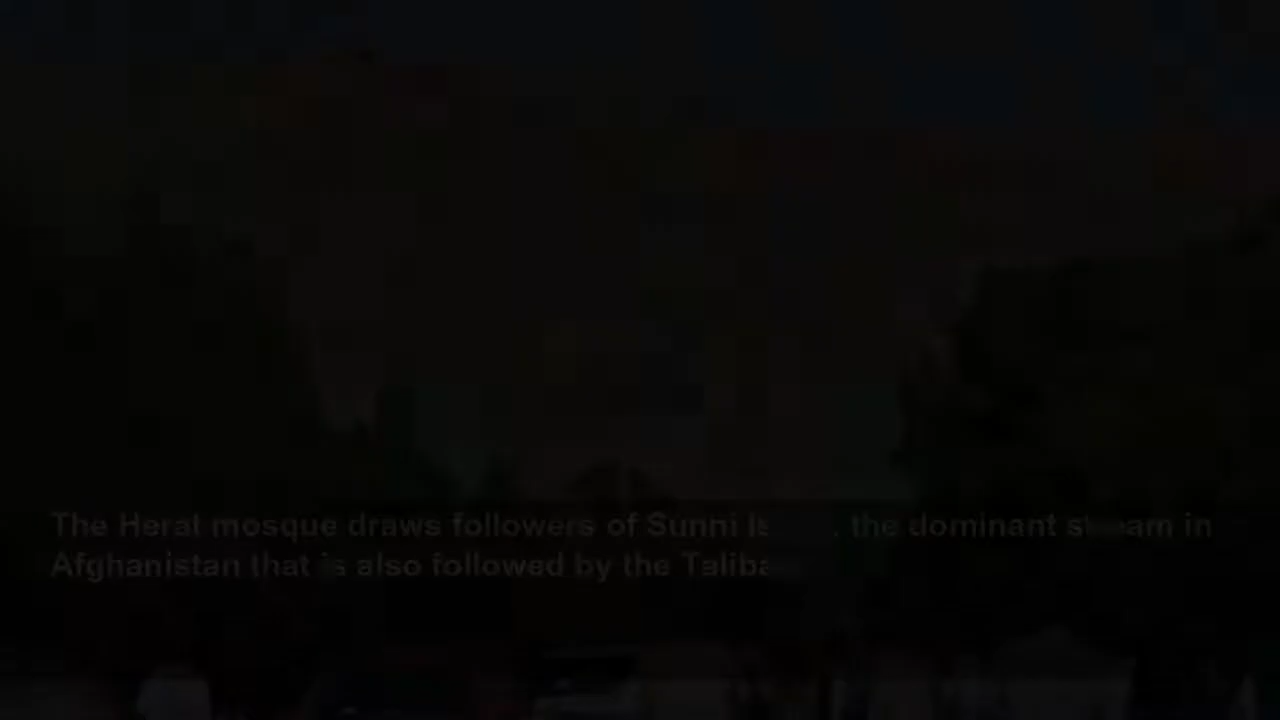 The Herat mosque draws followers of Sunni the dominant in
Afghanistan that is also followed by the